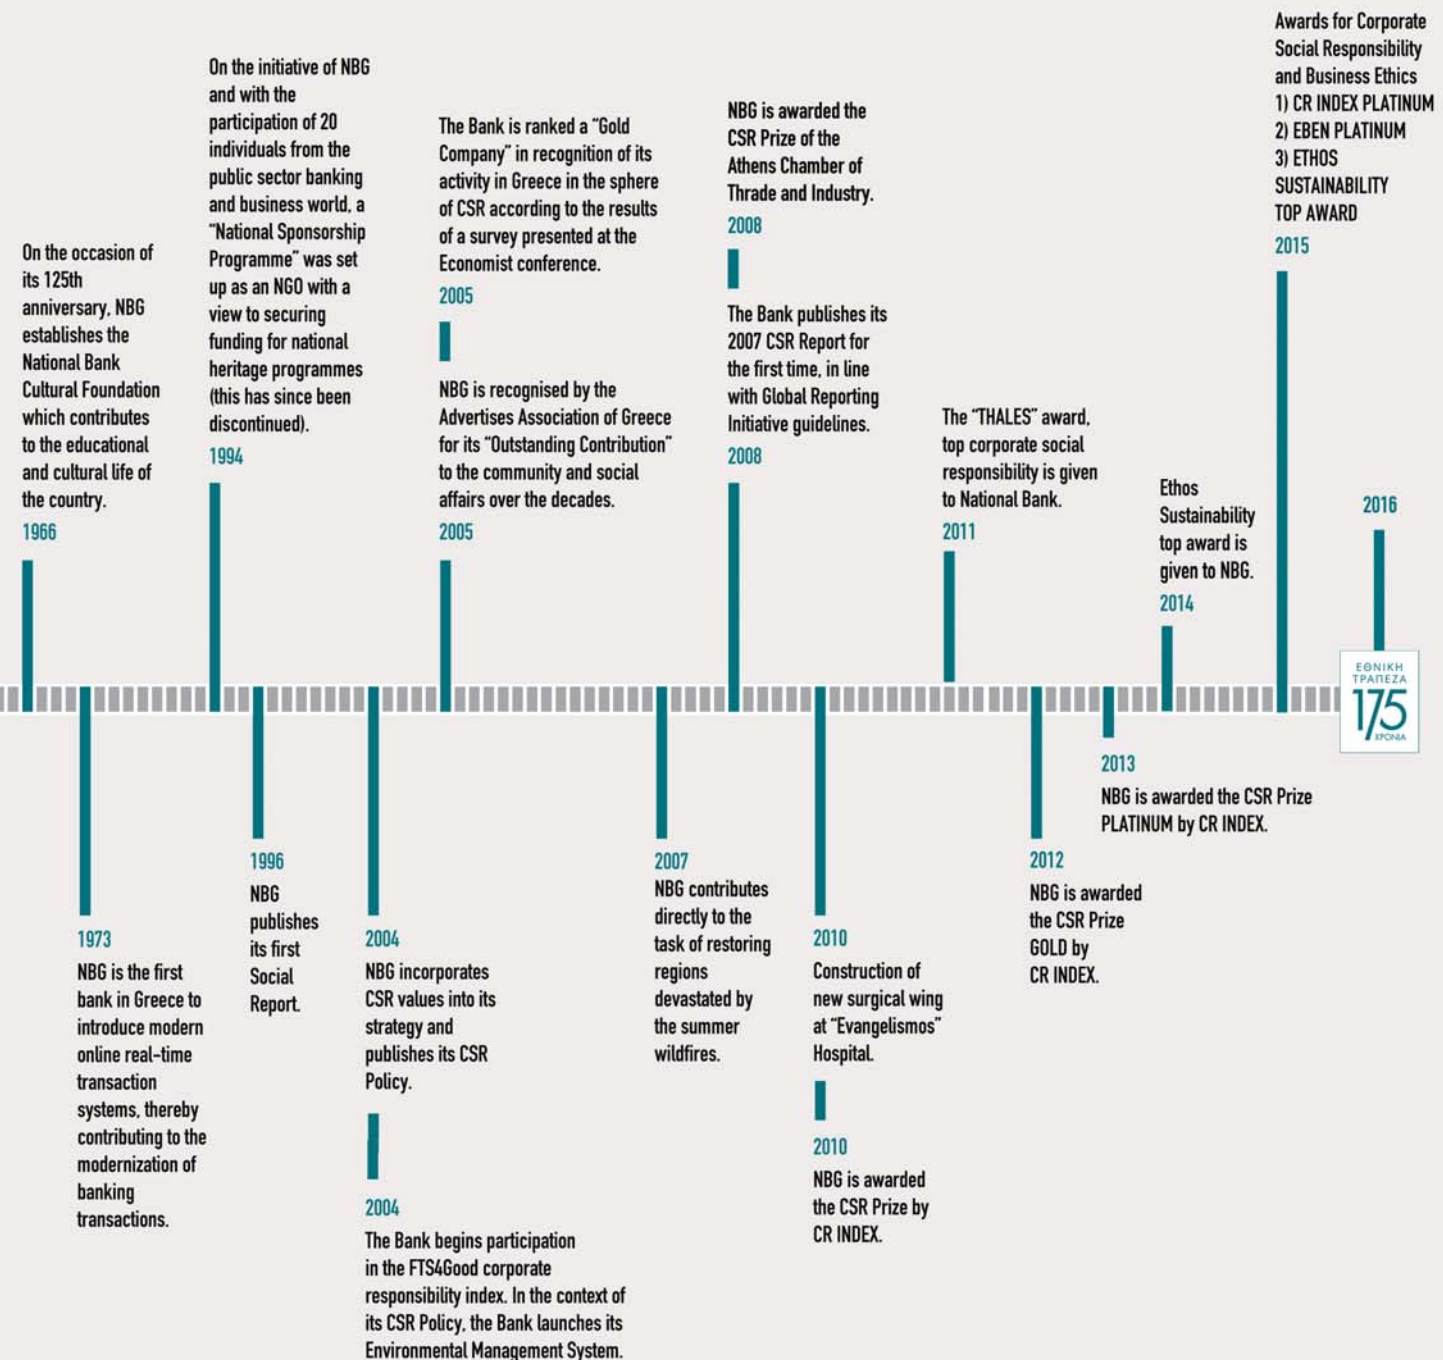 On the occasion of
its 125th
anniversary, NBG
establishes the
National Bank
Cultural Foundation
which contributes
to the educational
and cultural life of
the country.
1966
1973
NBG is the first
bank in Greece to
introduce modern
online real-time
transaction
systems, thereby
contributing to the
modernization of
banking
transactions.
On the initiative of NBG
and with the
participation of 20
individuals from the
public sector banking
and business world, a
"National Sponsorship
Programme" was set
up as an NGO with a
view to securing
funding for national
heritage programmes
(this has since been
discontinued).
1994
1996
NBG
publishes
its first
Social
Report.
2004
NBG incorporates
CSR values into its
strategy and
publishes its CSR
Policy.
2004
The Bank begins participation
in the FTS4Good corporate
responsibility index. In the context of
its CSR Policy, the Bank launches its
Environmental Management System.
The Bank is ranked a "Gold
Company" in recognition of its
activity in Greece in the sphere
of CSR according to the results
of a survey presented at the
Economist conference.
2005
NBG is recognised by the
Advertises Association of Greece
for its "Outstanding Contribution"
to the community and social
affairs over the decades.
2005
2007
NBG contributes
directly to the
task of restoring
regions
devastated by
the summer
wildfires.
NBG is awarded the
CSR Prize of the
Athens Chamber of
Thrade and Industry.
2008
The Bank publishes its
2007 CSR Report for
the first time, in line
with Global Reporting
Initiative guidelines.
2008
2010
Construction of
new surgical wing
at "Evangelismos"
Hospital.
2010
NBG is awarded
the CSR Prize by
CR INDEX.
The "THALES" award,
top corporate social
responsibility is given
to National Bank.
2011
2012
NBG is awarded
the CSR Prize
GOLD by
CR INDEX.
2013
NBG is awarded the CSR Prize
PLATINUM by CR INDEX.
Ethos
Sustainability
top award is
given to NBG.
2014
Awards for Corporate
Social Responsibility
and Business Ethics
1) CR INDEX PLATINUM
2) EBEN PLATINUM
3) ETHOS
SUSTAINABILITY
TOP AWARD
2015
2016
ΕΘΝΙΚΗ
ΤΡΑΠΕΖΑ
175
ΧΡΟΝΙΑ